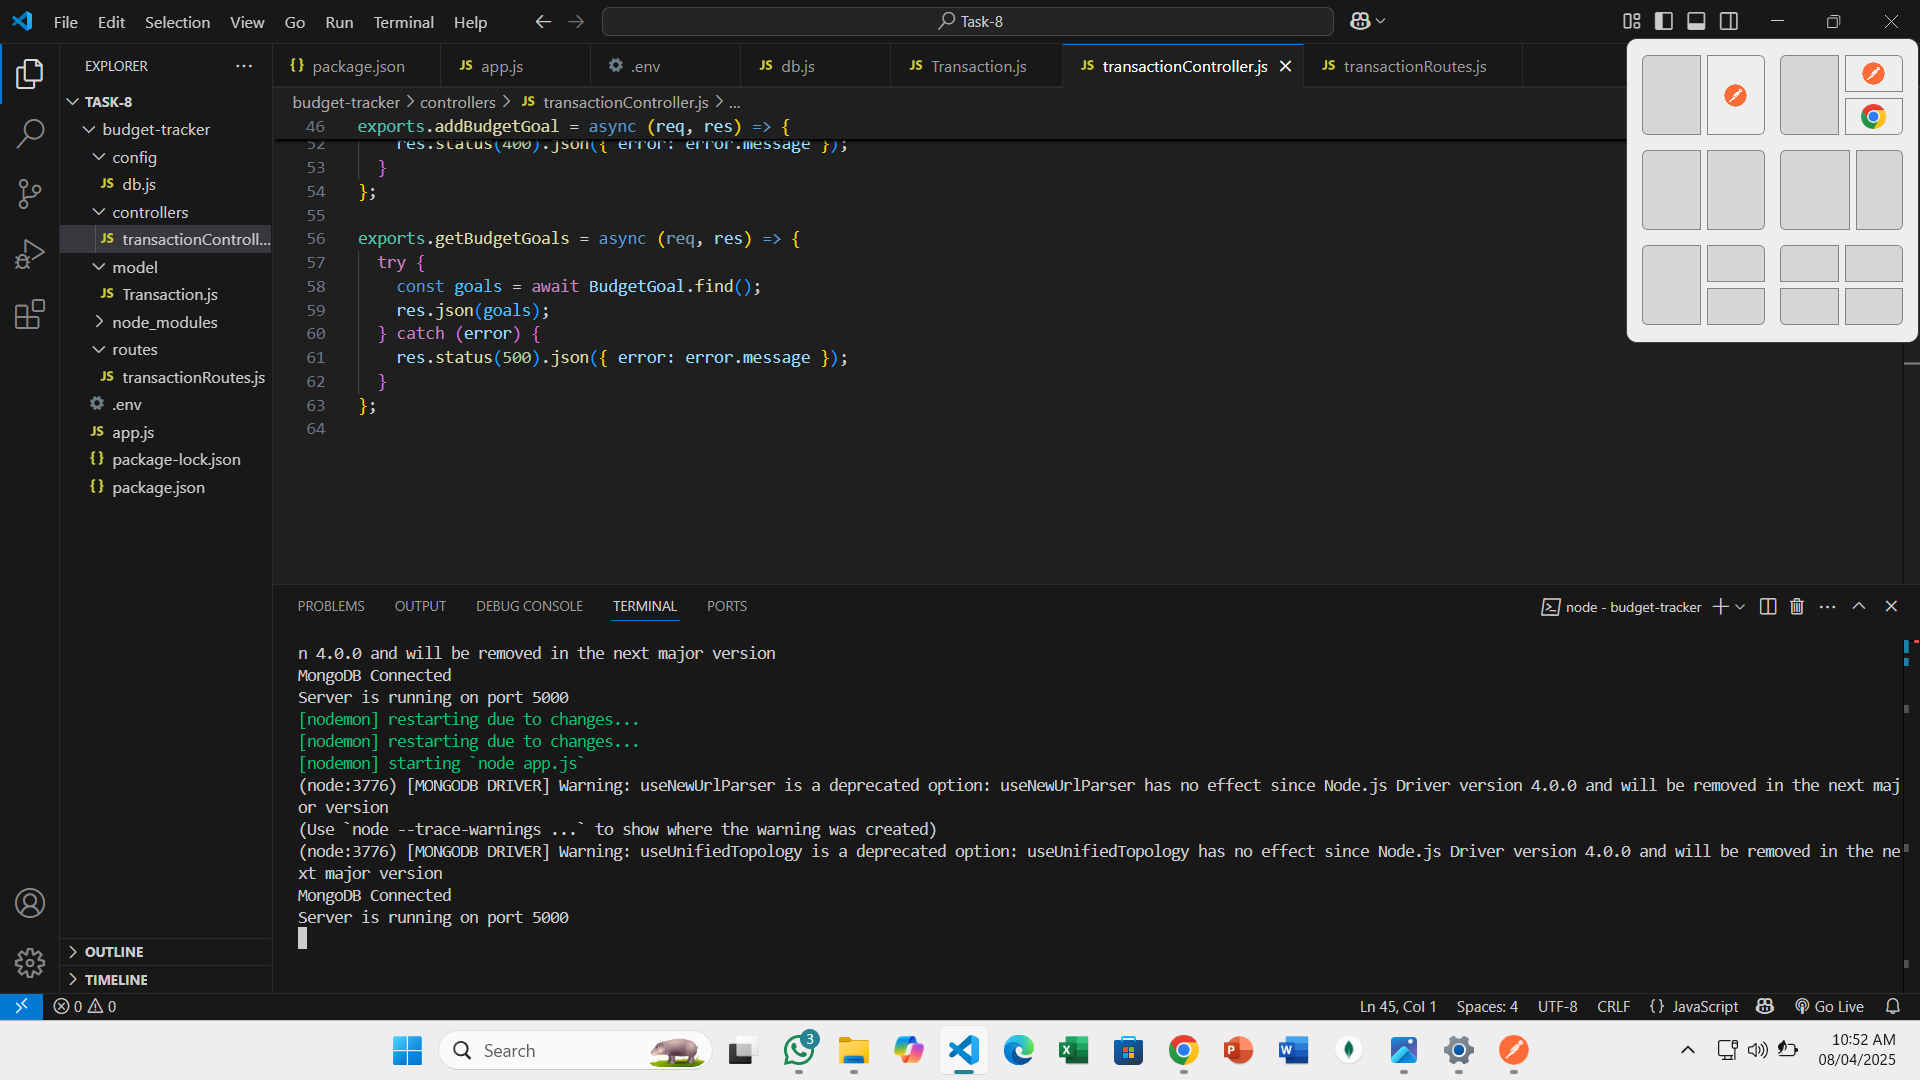 File Edit Selection View Go Run Terminal Help
Task-8
EXPLORER
package.json
app.js
.env
db.js
Transaction.js
transactionController.js
transactionRoutes.js
TASK-8
budget-tracker
config
db.js
controllers
transactionControll...
model
Transaction.js
node_modules
routes
transactionRoutes.js
.env
app.js
package-lock.json
package.json
OUTLINE
TIMELINE
budget-tracker > controllers > JS transactionController.js > ...
46 exports.addBudgetGoal = async (req, res) => {
52 res.status(400).json({ error: error.message });
53 }
54 };
55
56 exports.getBudgetGoals = async (req, res) => {
57 try {
58 const goals = await BudgetGoal.find();
59 res.json(goals);
60 } catch (error) {
61 res.status(500).json({ error: error.message });
62 }
63 };
64
PROBLEMS OUTPUT DEBUG CONSOLE TERMINAL PORTS
node - budget-tracker
n 4.0.0 and will be removed in the next major version
MongoDB Connected
Server is running on port 5000
[nodemon] restarting due to changes...
[nodemon] restarting due to changes...
[nodemon] starting `node app.js`
(node:3776) [MONGODB DRIVER] Warning: useNewUrlParser is a deprecated option: useNewUrlParser has no effect since Node.js Driver version 4.0.0 and will be removed in the next maj
or version
(Use `node --trace-warnings ...` to show where the warning was created)
(node:3776) [MONGODB DRIVER] Warning: useUnifiedTopology is a deprecated option: useUnifiedTopology has no effect since Node.js Driver version 4.0.0 and will be removed in the ne
xt major version
MongoDB Connected
Server is running on port 5000
0 0
Ln 45, Col 1 Spaces: 4 UTF-8 CRLF {} JavaScript Go Live
Search
3
10:52 AM
08/04/2025